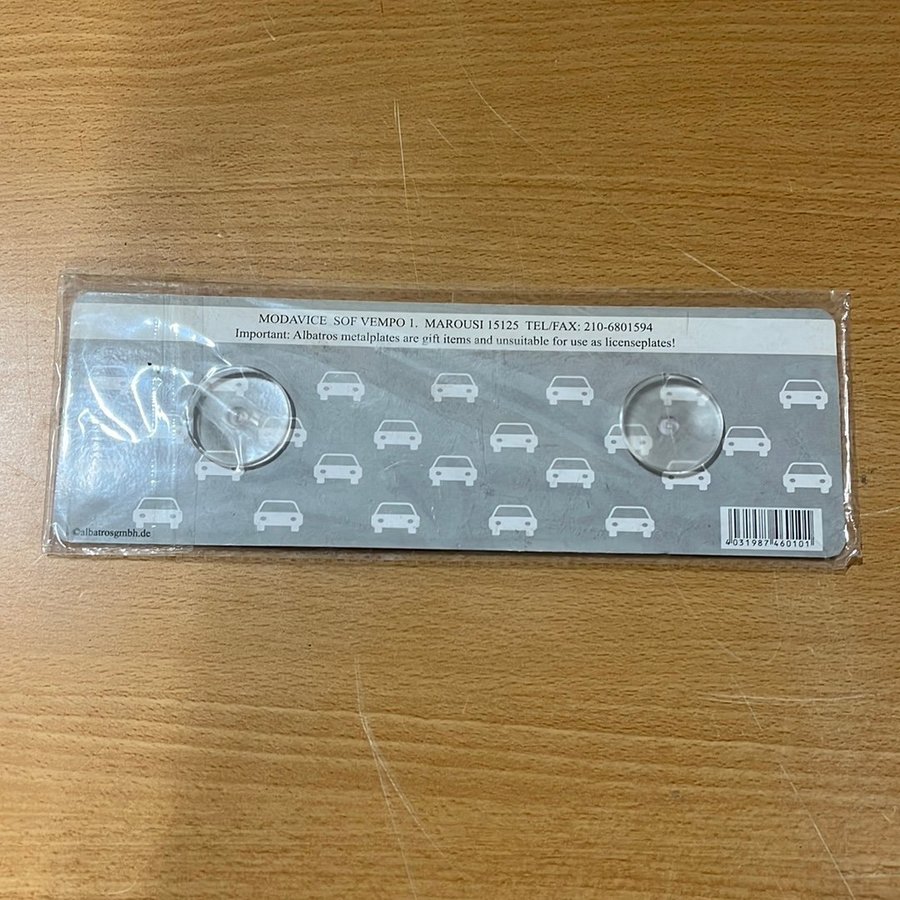 MODAVICE SOF VEMPO 1. MAROUSI 15125 TEL/FAX: 210-6801594
Important: Albatros metalplates are gift items and unsuitable for use as licenseplates!
©albatrosgmbh.de
4031987460101